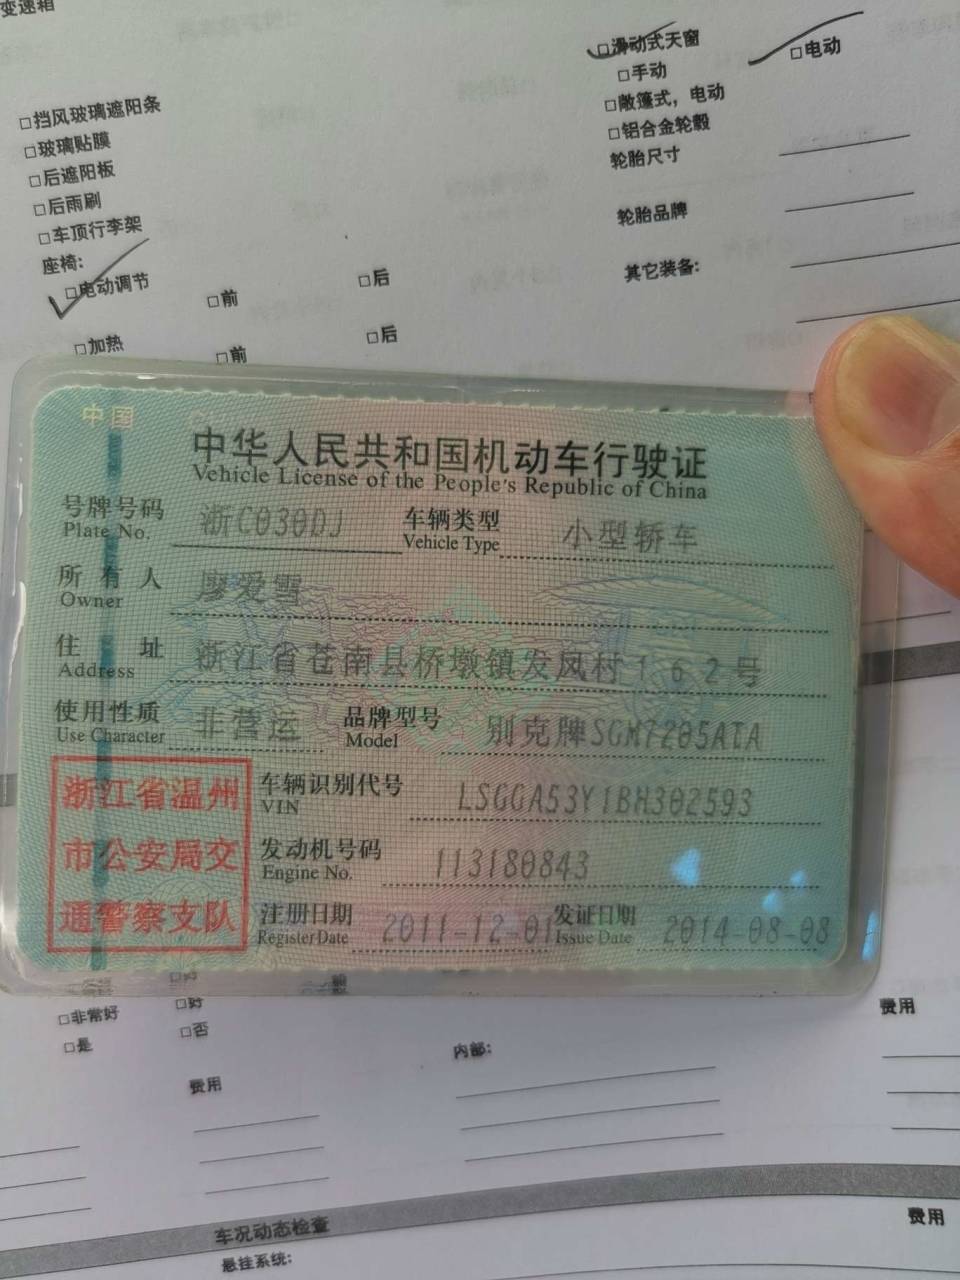 变速箱
□滑动式天窗 □电动
□手动
□敞篷式，电动
□铝合金轮毂
轮胎尺寸
轮胎品牌
其它装备:
□挡风玻璃遮阳条
□玻璃贴膜
□后遮阳板
□后雨刷
□车顶行李架
座椅:
□电动调节 □前 □后
□加热 □前 □后
中国
中华人民共和国机动车行驶证
Vehicle License of the People's Republic of China
号牌号码 浙C030DJ 车辆类型 小型轿车
Plate No. Vehicle Type
所有人 廖爱雪
Owner
住址 浙江省苍南县桥墩镇发凤村162号
Address
使用性质 非营运 品牌型号 别克牌SGM7205ATA
Use Character Model
浙江省温州
市公安局交
通警察支队
车辆识别代号 LSGGA53Y1BH302593
VIN
发动机号码 113180843
Engine No.
注册日期 2011-12-01 发证日期 2014-08-08
Register Date Issue Date
□非常好 □好
□是 □否
费用
内部:
费用
车况动态检查
费用
悬挂系统: